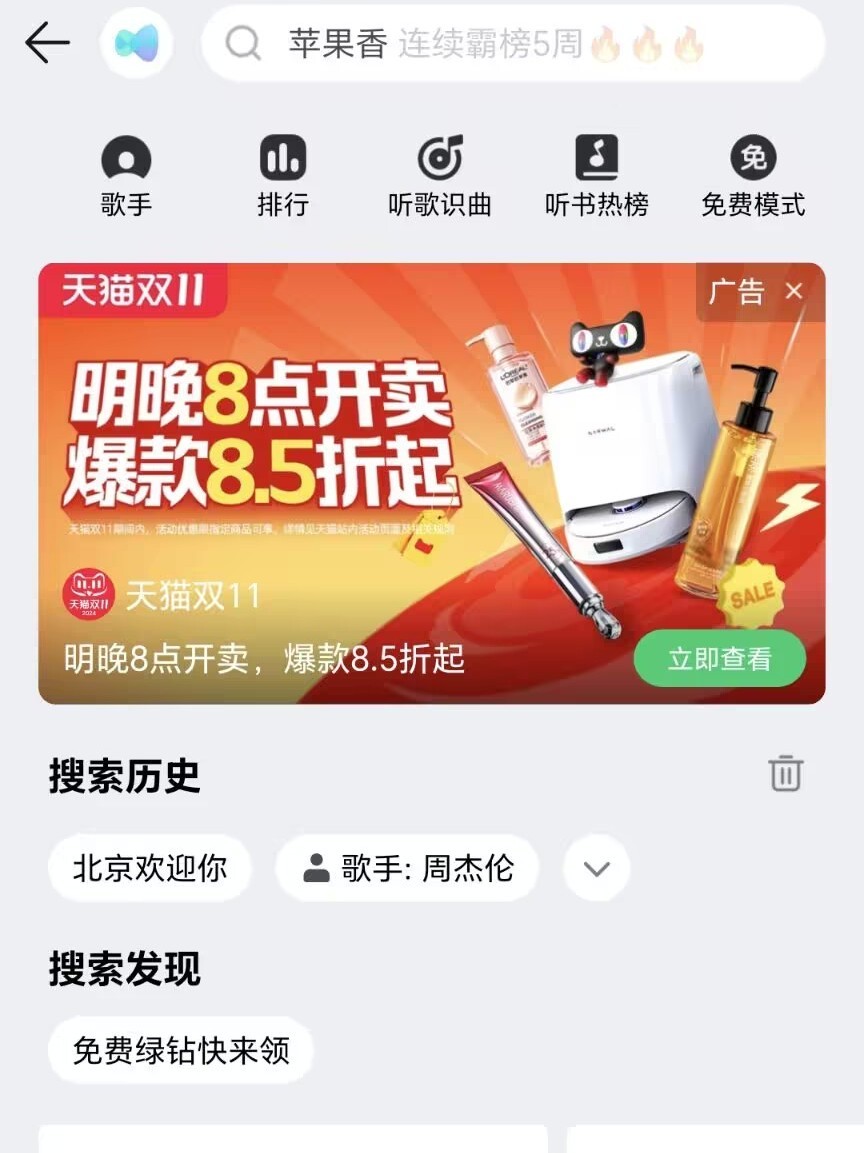 苹果香 连续霸榜5周🔥🔥🔥
歌手 排行 听歌识曲 听书热榜 免费模式
免
天猫双11
广告 ×
明晚8点开卖
爆款8.5折起
天猫双11期间内，活动优惠限指定商品可享，详情见天猫站内活动页面及相关规则
L'ORÉAL
NARWAL
SALE
天猫双11
2024
天猫双11
明晚8点开卖，爆款8.5折起
立即查看
搜索历史
北京欢迎你
歌手: 周杰伦
搜索发现
免费绿钻快来领